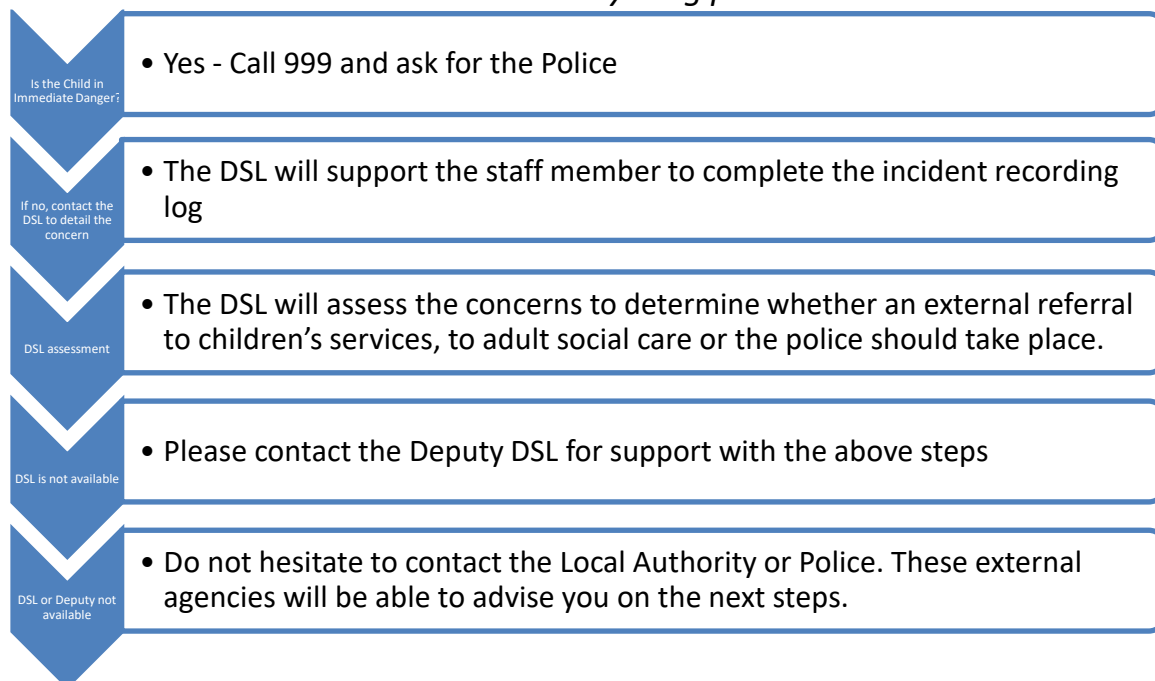 Is the Child in
Immediate Danger?
• Yes - Call 999 and ask for the Police
If no, contact the
DSL to detail the
concern
• The DSL will support the staff member to complete the incident recording
log
DSL assessment
• The DSL will assess the concerns to determine whether an external referral
to children’s services, to adult social care or the police should take place.
DSL is not available
• Please contact the Deputy DSL for support with the above steps
DSL or Deputy not
available
• Do not hesitate to contact the Local Authority or Police. These external
agencies will be able to advise you on the next steps.